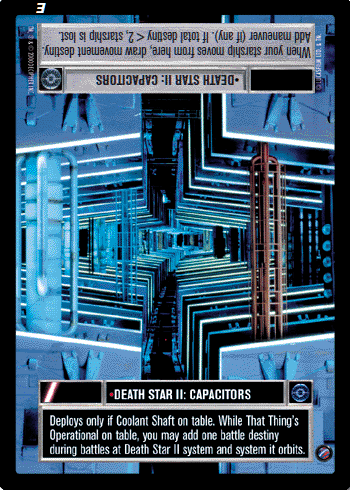 3
When your starship moves from here, draw movement destiny.
Add maneuver (if any). If total destiny < 2, starship is lost.
•DEATH STAR II: CAPACITORS
•DEATH STAR II: CAPACITORS
Deploys only if Coolant Shaft on table. While That Thing's
Operational on table, you may add one battle destiny
during battles at Death Star II system and system it orbits.